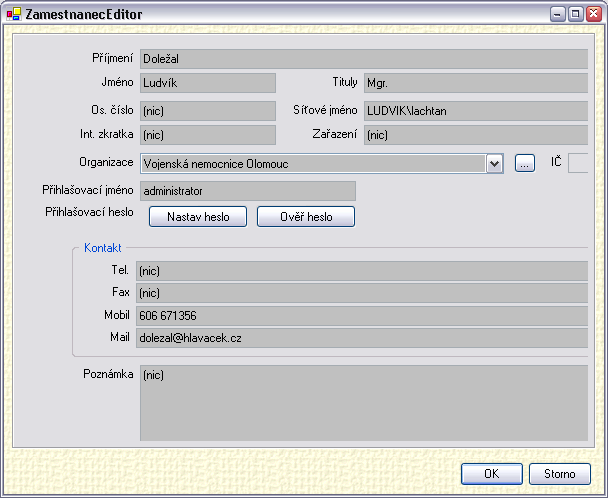 ZamestnanecEditor
Příjmení Doležal
Jméno Ludvík Tituly Mgr.
Os. číslo (nic) Síťové jméno LUDVIK\lachtan
Int. zkratka (nic) Zařazení (nic)
Organizace Vojenská nemocnice Olomouc ... IČ
Přihlašovací jméno administrator
Přihlašovací heslo Nastav heslo Ověř heslo
Kontakt
Tel. (nic)
Fax (nic)
Mobil 606 671356
Mail dolezal@hlavacek.cz
Poznámka (nic)
OK Storno